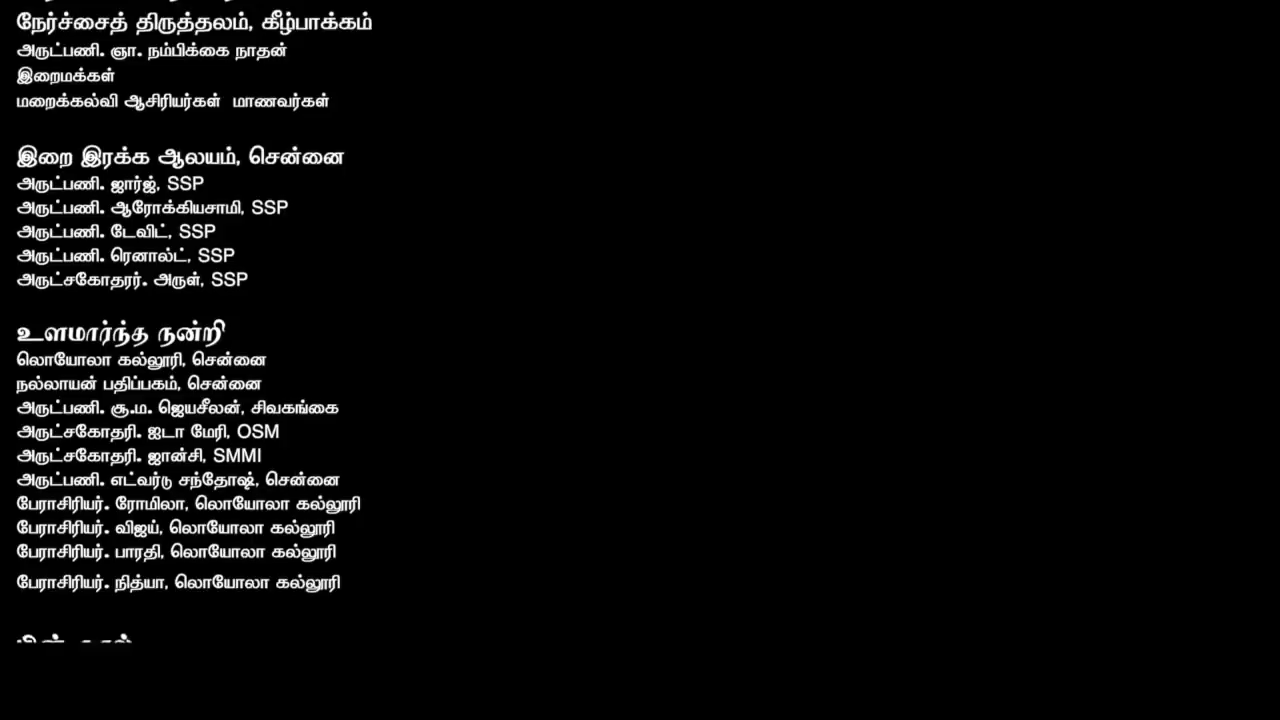 நேர்ச்சைத் திருத்தலம், கீழ்பாக்கம்
அருட்பணி. ஞா. நம்பிக்கை நாதன்
இறைமக்கள்
மறைக்கல்வி ஆசிரியர்கள் மாணவர்கள்
இறை இரக்க ஆலயம், சென்னை
அருட்பணி. ஜார்ஜ், SSP
அருட்பணி. ஆரோக்கியசாமி, SSP
அருட்பணி. டேவிட், SSP
அருட்பணி. ரெனால்ட், SSP
அருட்சகோதரர். அருள், SSP
உளமார்ந்த நன்றி
லொயோலா கல்லூரி, சென்னை
நல்லாயன் பதிப்பகம், சென்னை
அருட்பணி. சூ.ம. ஜெயசீலன், சிவகங்கை
அருட்சகோதரி. ஐடா மேரி, OSM
அருட்சகோதரி. ஜான்சி, SMMI
அருட்பணி. எட்வர்டு சந்தோஷ், சென்னை
பேராசிரியர். ரோமிலா, லொயோலா கல்லூரி
பேராசிரியர். விஜய், லொயோலா கல்லூரி
பேராசிரியர். பாரதி, லொயோலா கல்லூரி
பேராசிரியர். நித்யா, லொயோலா கல்லூரி